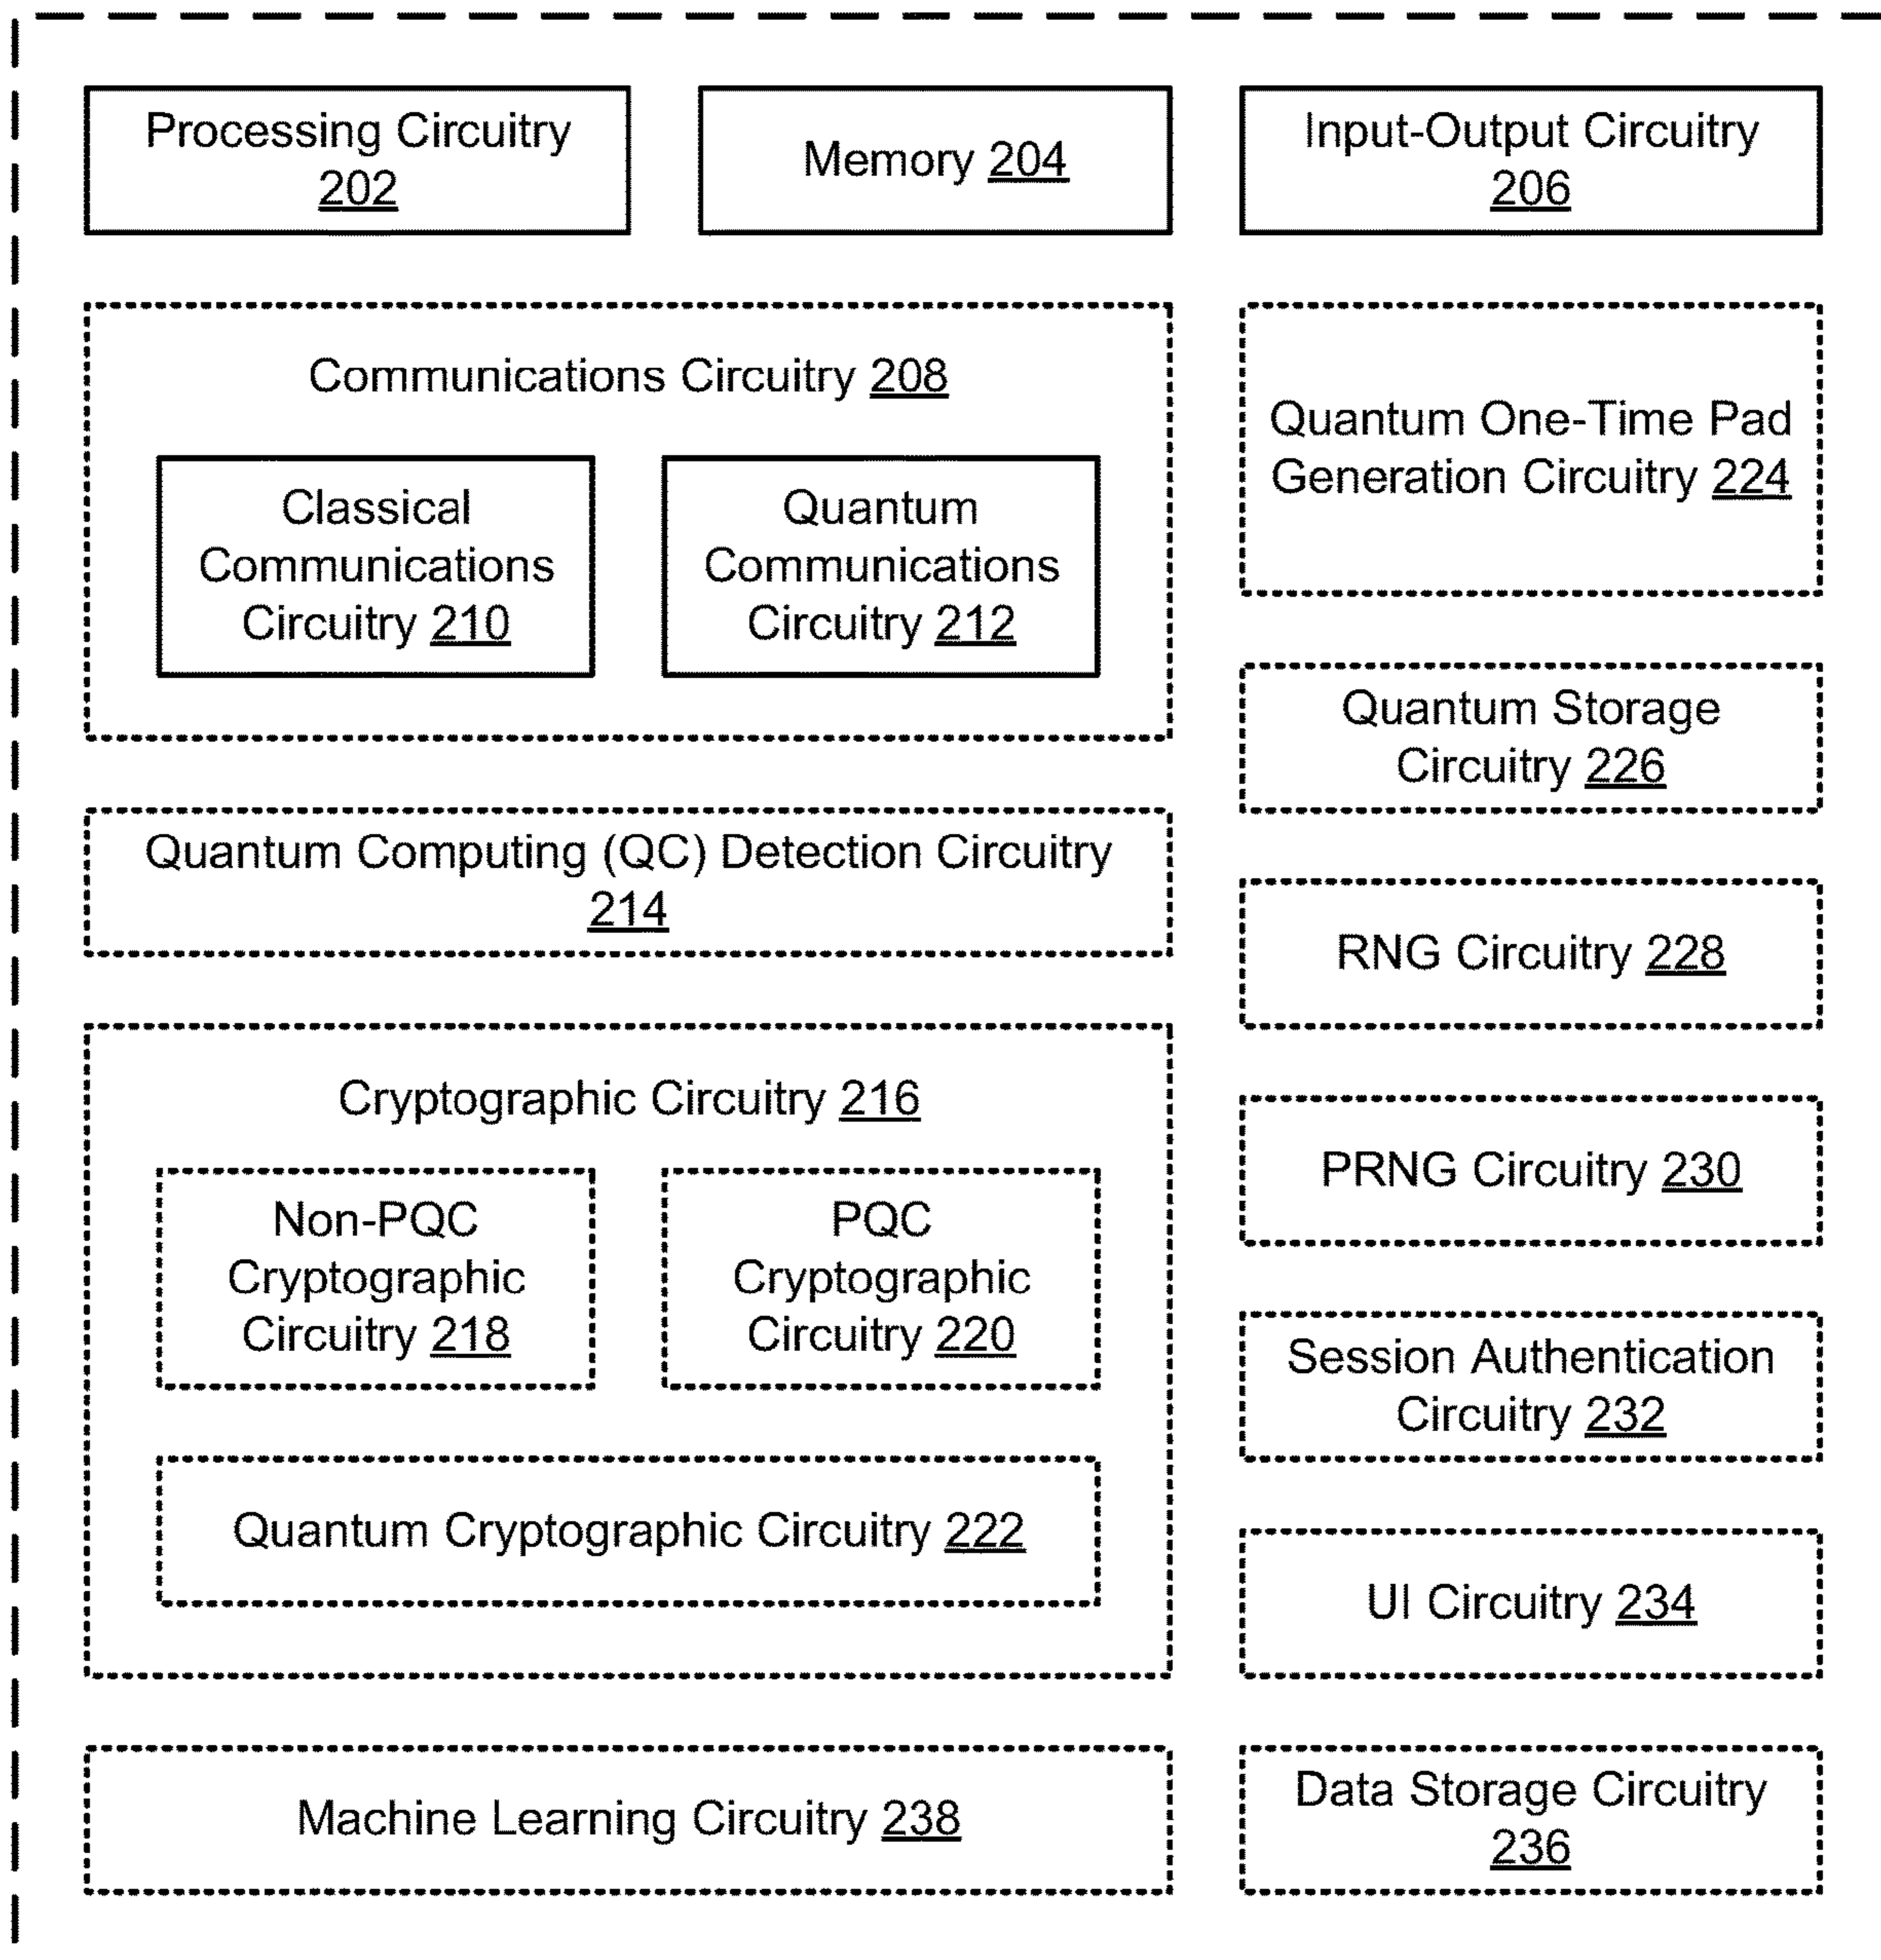 Processing Circuitry
202
Memory 204
Input-Output Circuitry
206
Communications Circuitry 208
Classical
Communications
Circuitry 210
Quantum
Communications
Circuitry 212
Quantum Computing (QC) Detection Circuitry
214
Cryptographic Circuitry 216
Non-PQC
Cryptographic
Circuitry 218
PQC
Cryptographic
Circuitry 220
Quantum Cryptographic Circuitry 222
Machine Learning Circuitry 238
Quantum One-Time Pad
Generation Circuitry 224
Quantum Storage
Circuitry 226
RNG Circuitry 228
PRNG Circuitry 230
Session Authentication
Circuitry 232
UI Circuitry 234
Data Storage Circuitry
236